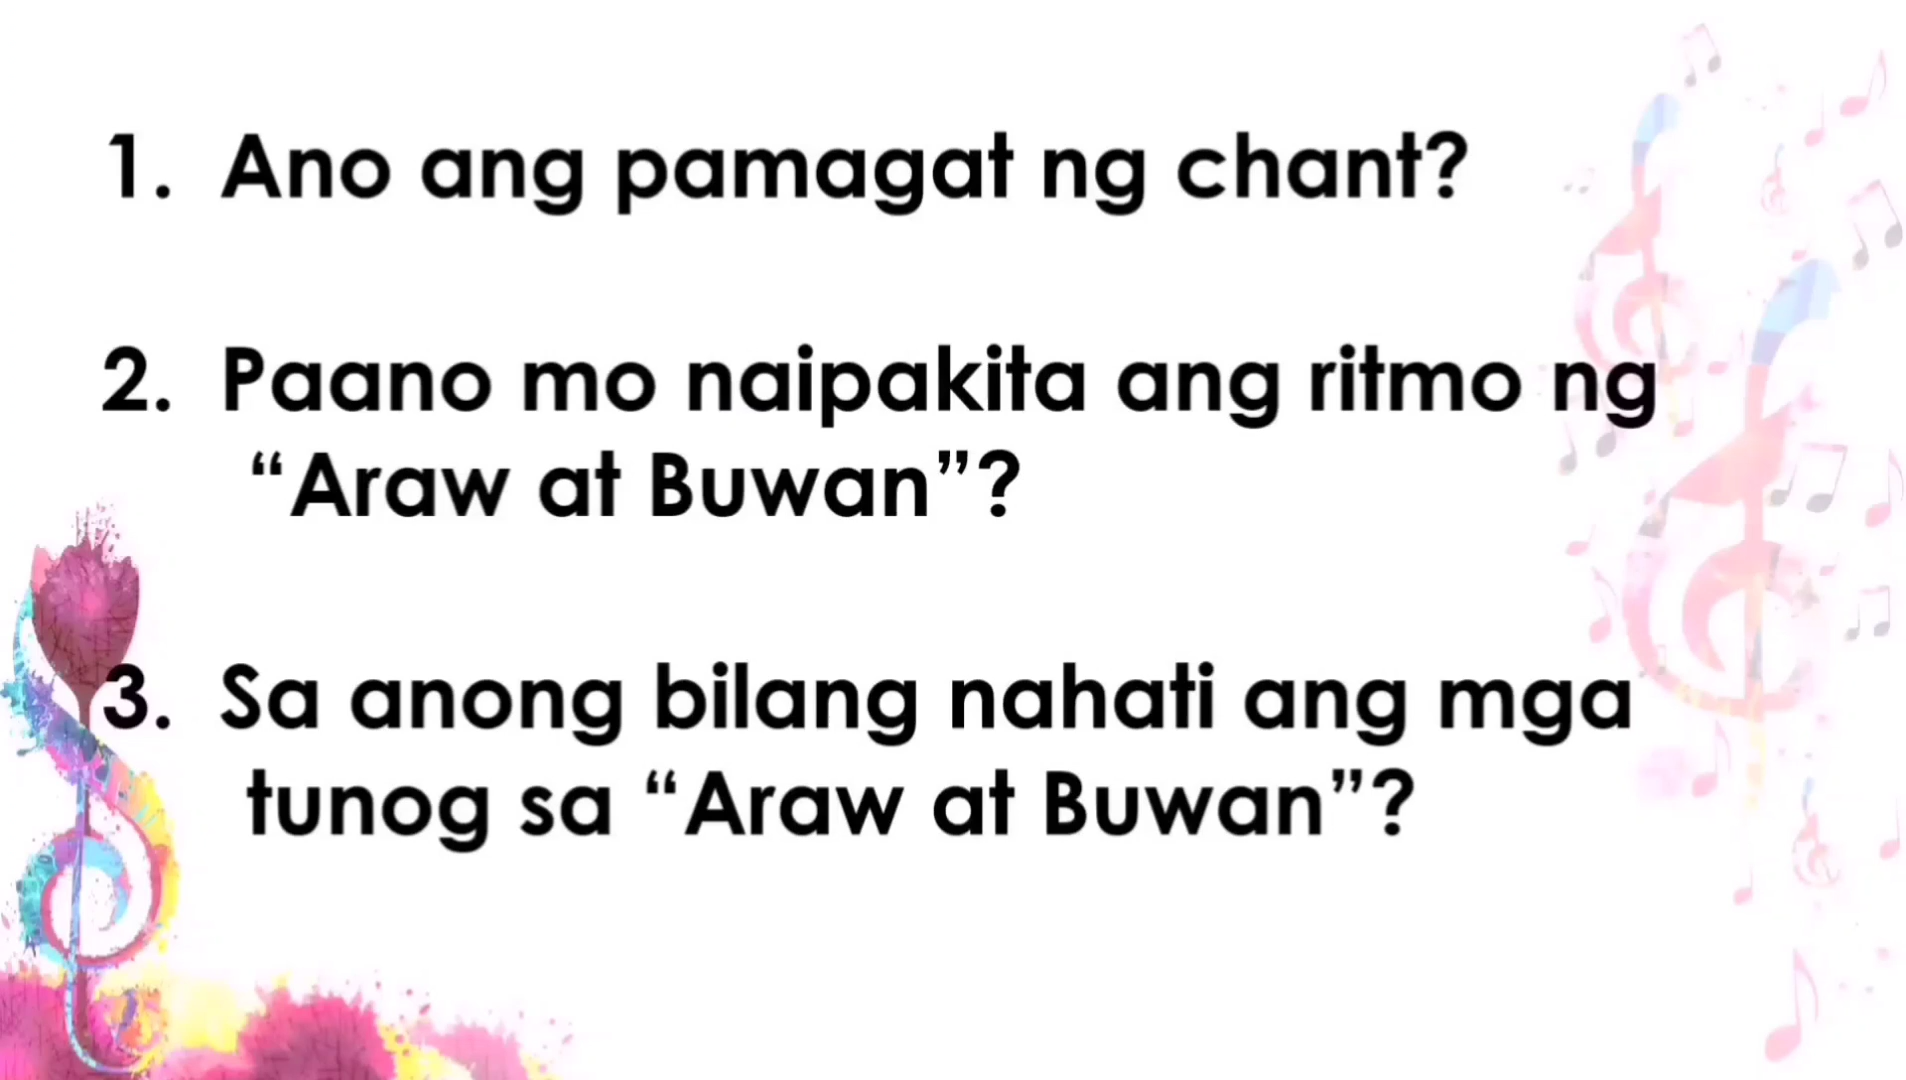 1. Ano ang pamagat ng chant?
2. Paano mo naipakita ang ritmo ng
“Araw at Buwan”?
3. Sa anong bilang nahati ang mga
tunog sa “Araw at Buwan”?